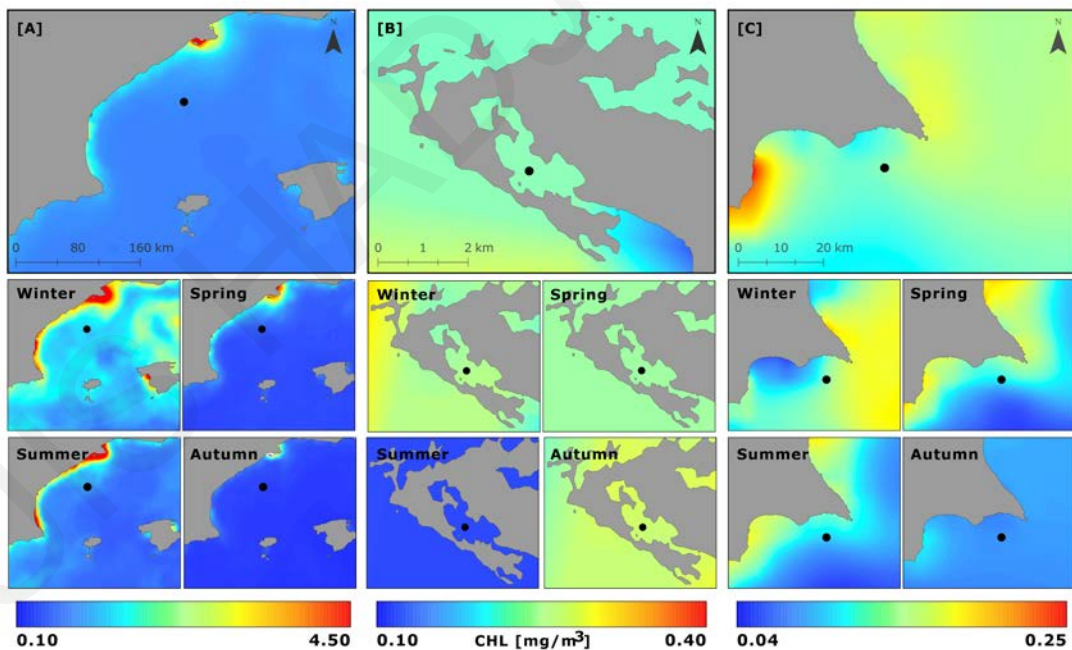 [A]
N
0 80 160 km
[B]
N
0 1 2 km
[C]
N
0 10 20 km
Winter
Spring
Summer
Autumn
Winter
Spring
Summer
Autumn
Winter
Spring
Summer
Autumn
0.10 4.50
0.10 CHL [mg/m³] 0.40
0.04 0.25